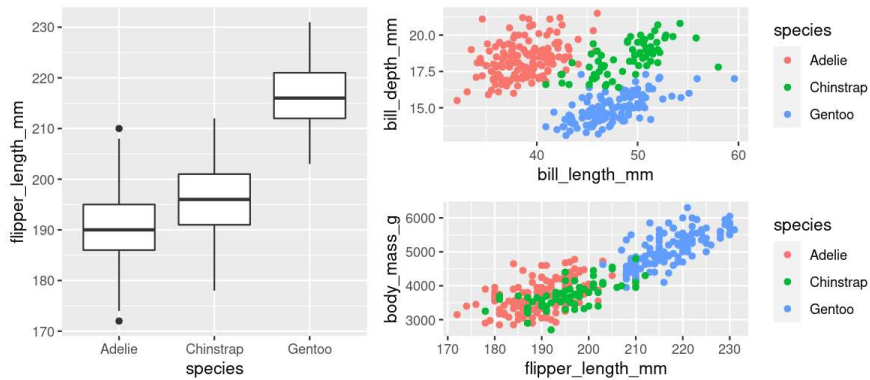 flipper_length_mm
230
220
210
200
190
180
170
Adelie
Chinstrap
Gentoo
species
bill_depth_mm
20.0
17.5
15.0
40
50
60
bill_length_mm
species
Adelie
Chinstrap
Gentoo
body_mass_g
6000
5000
4000
3000
170
180
190
200
210
220
230
flipper_length_mm
species
Adelie
Chinstrap
Gentoo